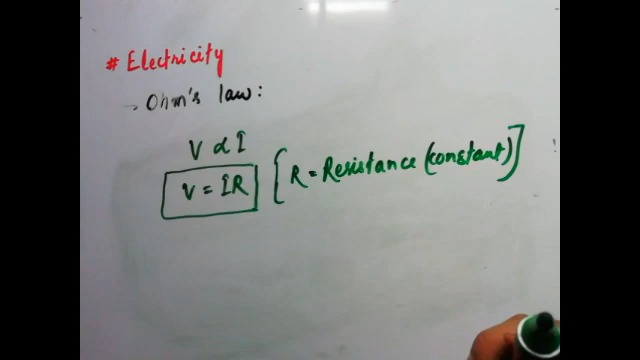 # Electricity
→ Ohm's law:
V ∝ I
V = IR [R = Resistance (constant)]